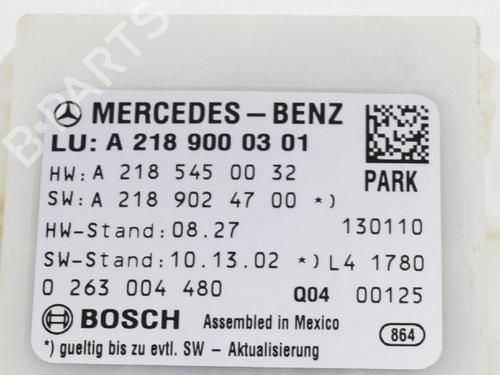 MERCEDES-BENZ
LU: A 218 900 03 01
HW: A 218 545 00 32
PARK
SW: A 218 902 47 00 *)
HW-Stand: 08.27 130110
SW-Stand: 10.13.02 *) L4 1780
0 263 004 480 Q04 00125
BOSCH Assembled in Mexico 864
*) gueltig bis zu evtl. SW - Aktualisierung
B-PARTS